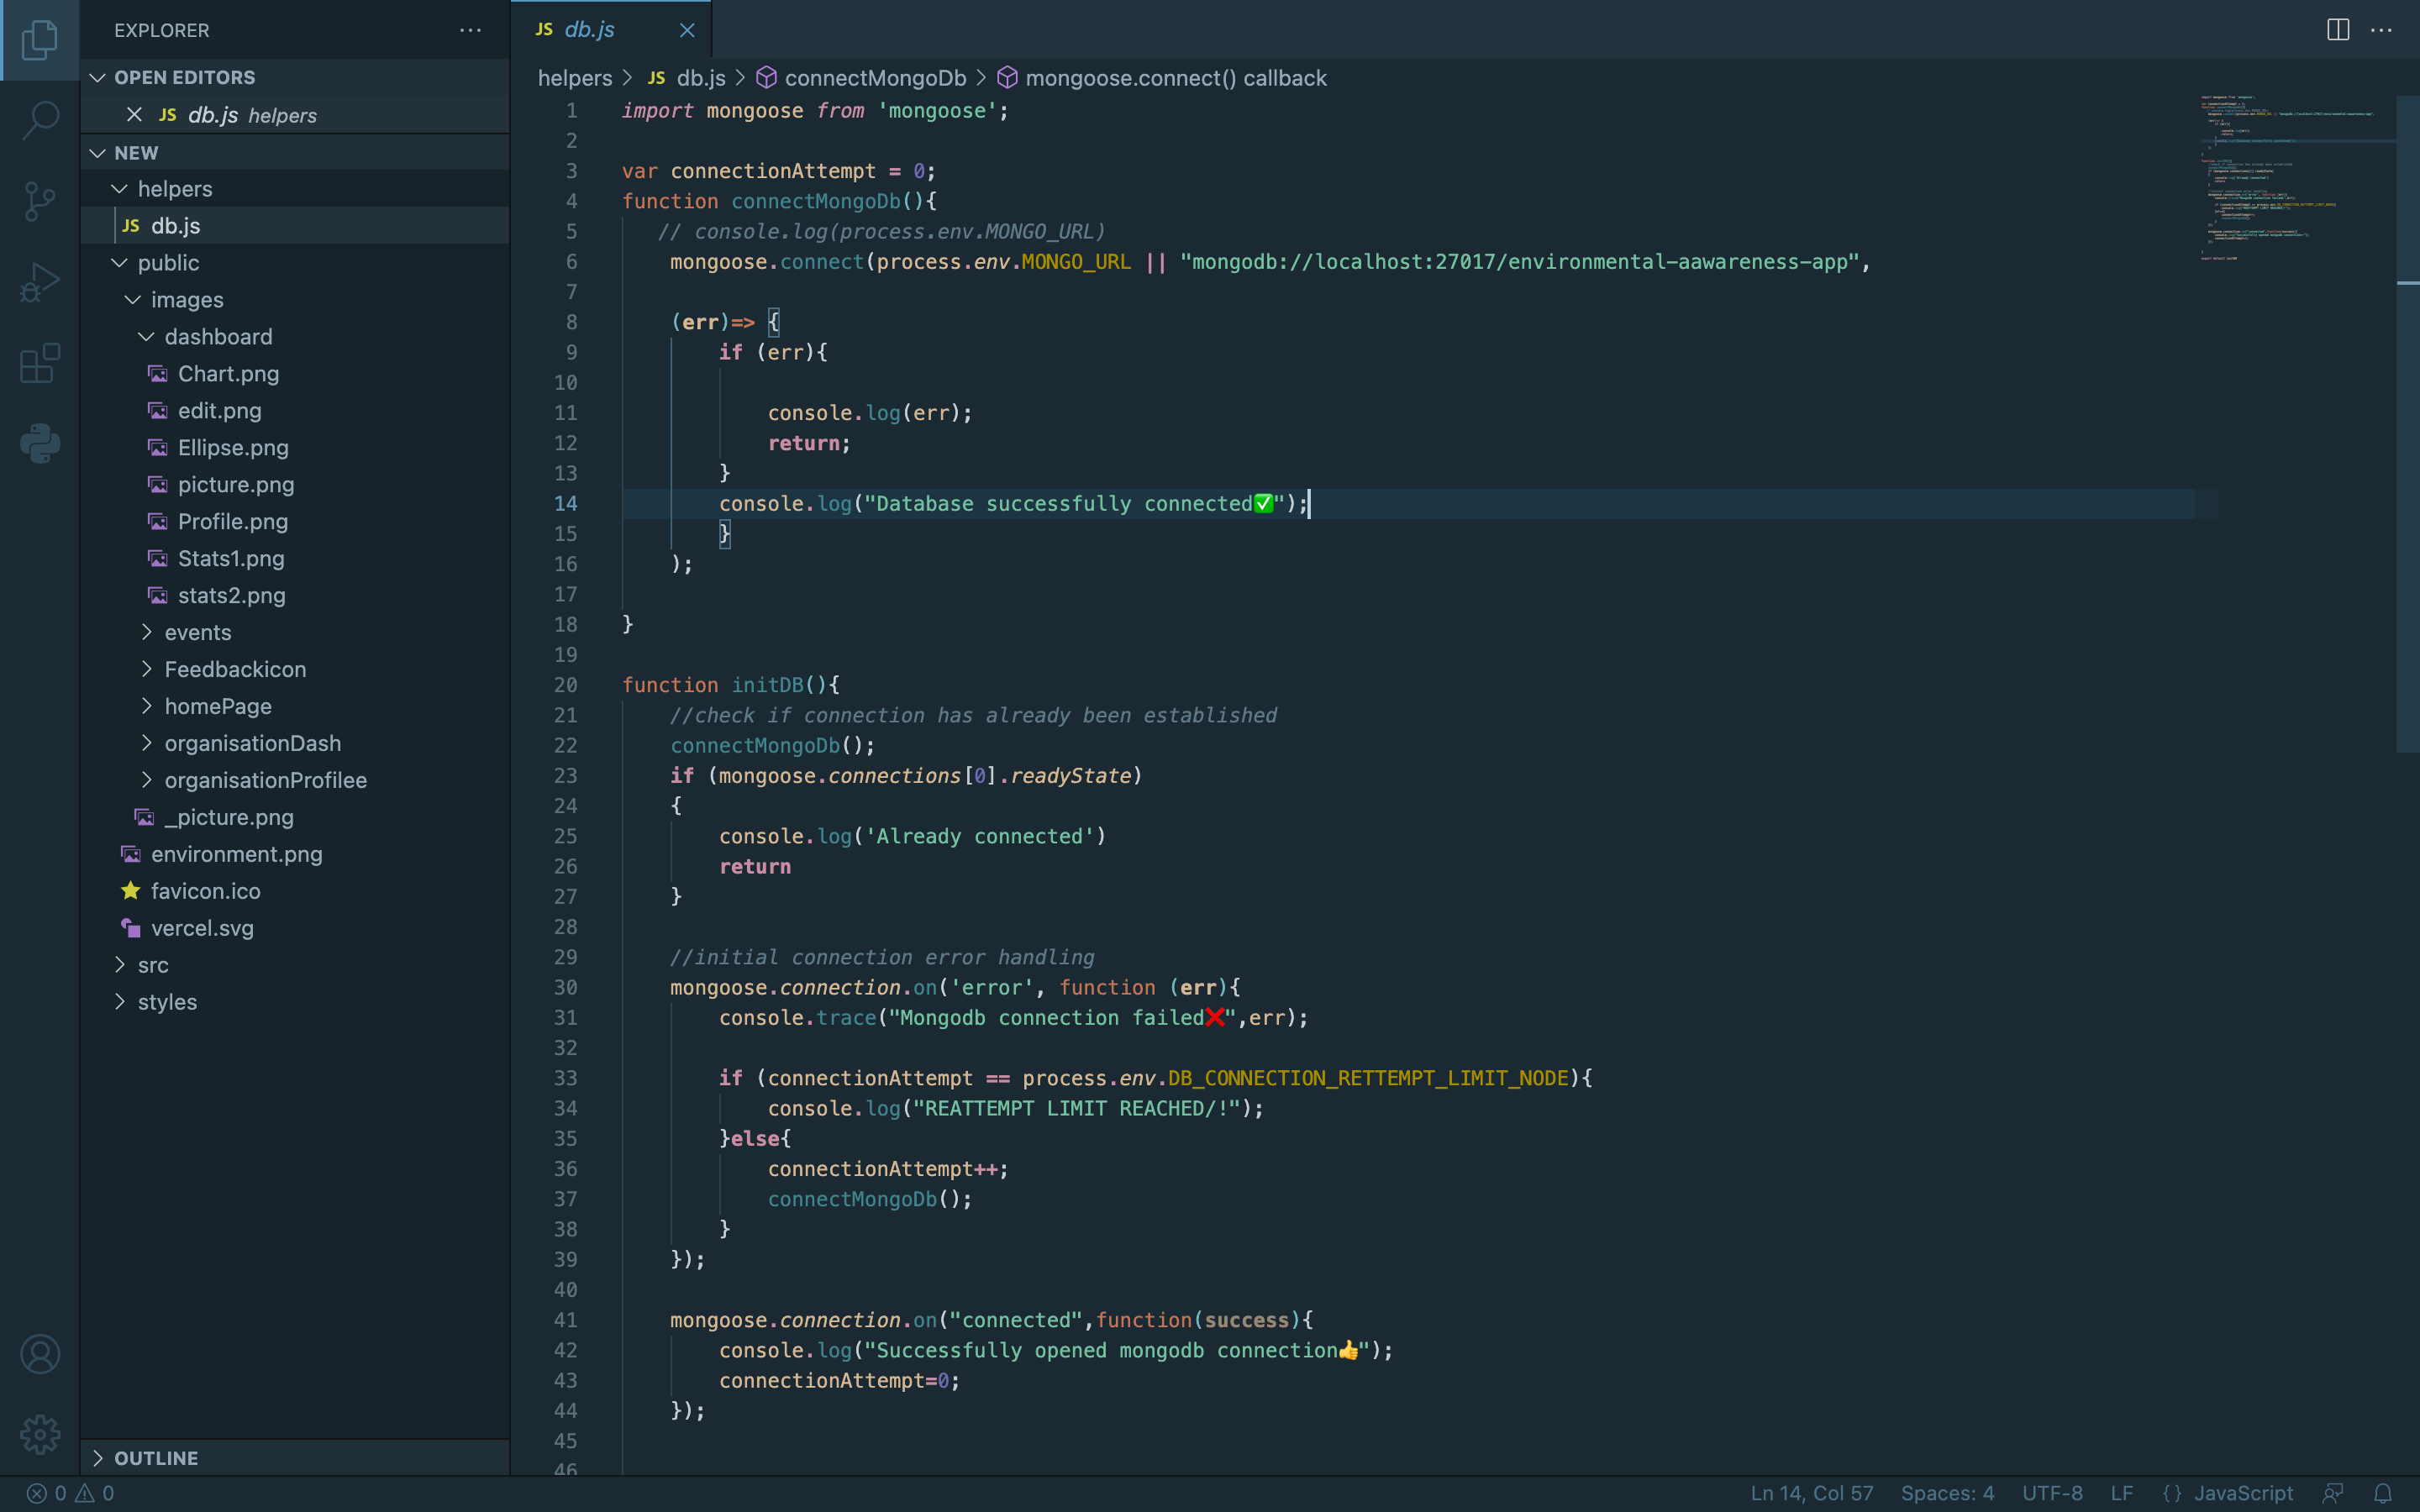 EXPLORER
OPEN EDITORS
JS db.js helpers
NEW
helpers
JS db.js
public
images
dashboard
Chart.png
edit.png
Ellipse.png
picture.png
Profile.png
Stats1.png
stats2.png
events
Feedbackicon
homePage
organisationDash
organisationProfilee
_picture.png
environment.png
favicon.ico
vercel.svg
src
styles
OUTLINE
JS db.js
helpers > JS db.js > connectMongoDb > mongoose.connect() callback
1 import mongoose from 'mongoose';
2
3 var connectionAttempt = 0;
4 function connectMongoDb(){
5 // console.log(process.env.MONGO_URL)
6 mongoose.connect(process.env.MONGO_URL || "mongodb://localhost:27017/environmental-aawareness-app",
7
8 (err)=> {
9 if (err){
10
11 console.log(err);
12 return;
13 }
14 console.log("Database successfully connected✅");
15 }
16 );
17
18 }
19
20 function initDB(){
21 //check if connection has already been established
22 connectMongoDb();
23 if (mongoose.connections[0].readyState)
24 {
25 console.log('Already connected')
26 return
27 }
28
29 //initial connection error handling
30 mongoose.connection.on('error', function (err){
31 console.trace("Mongodb connection failed❌",err);
32
33 if (connectionAttempt == process.env.DB_CONNECTION_RETTEMPT_LIMIT_NODE){
34 console.log("REATTEMPT LIMIT REACHED/!");
35 }else{
36 connectionAttempt++;
37 connectMongoDb();
38 }
39 });
40
41 mongoose.connection.on("connected",function(success){
42 console.log("Successfully opened mongodb connection👍");
43 connectionAttempt=0;
44 });
45
46
0 0
Ln 14, Col 57 Spaces: 4 UTF-8 LF {} JavaScript